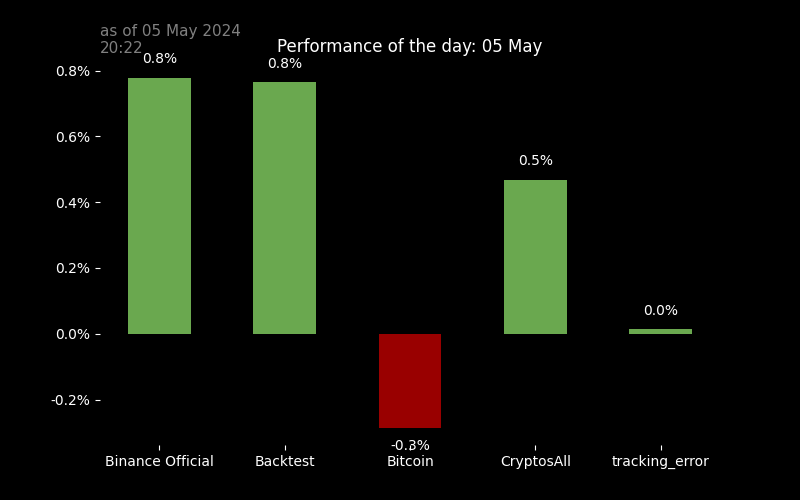 as of 05 May 2024
20:22
Performance of the day: 05 May
0.8%
0.6%
0.4%
0.2%
0.0%
-0.2%
0.8%
0.8%
-0.3%
0.5%
0.0%
Binance Official
Backtest
Bitcoin
CryptosAll
tracking_error